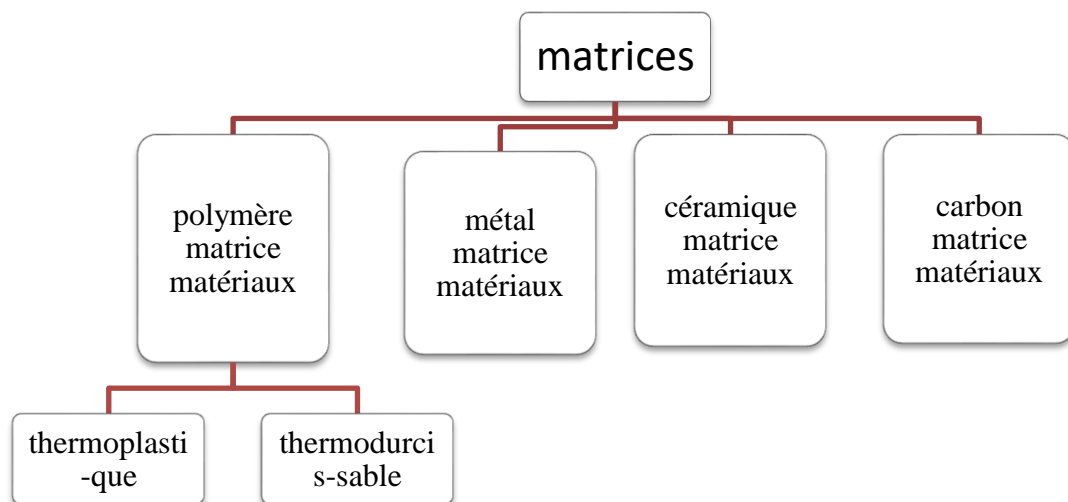 matrices
polymère
matrice
matériaux
métal
matrice
matériaux
céramique
matrice
matériaux
carbon
matrice
matériaux
thermoplasti
-que
thermodurci
s-sable